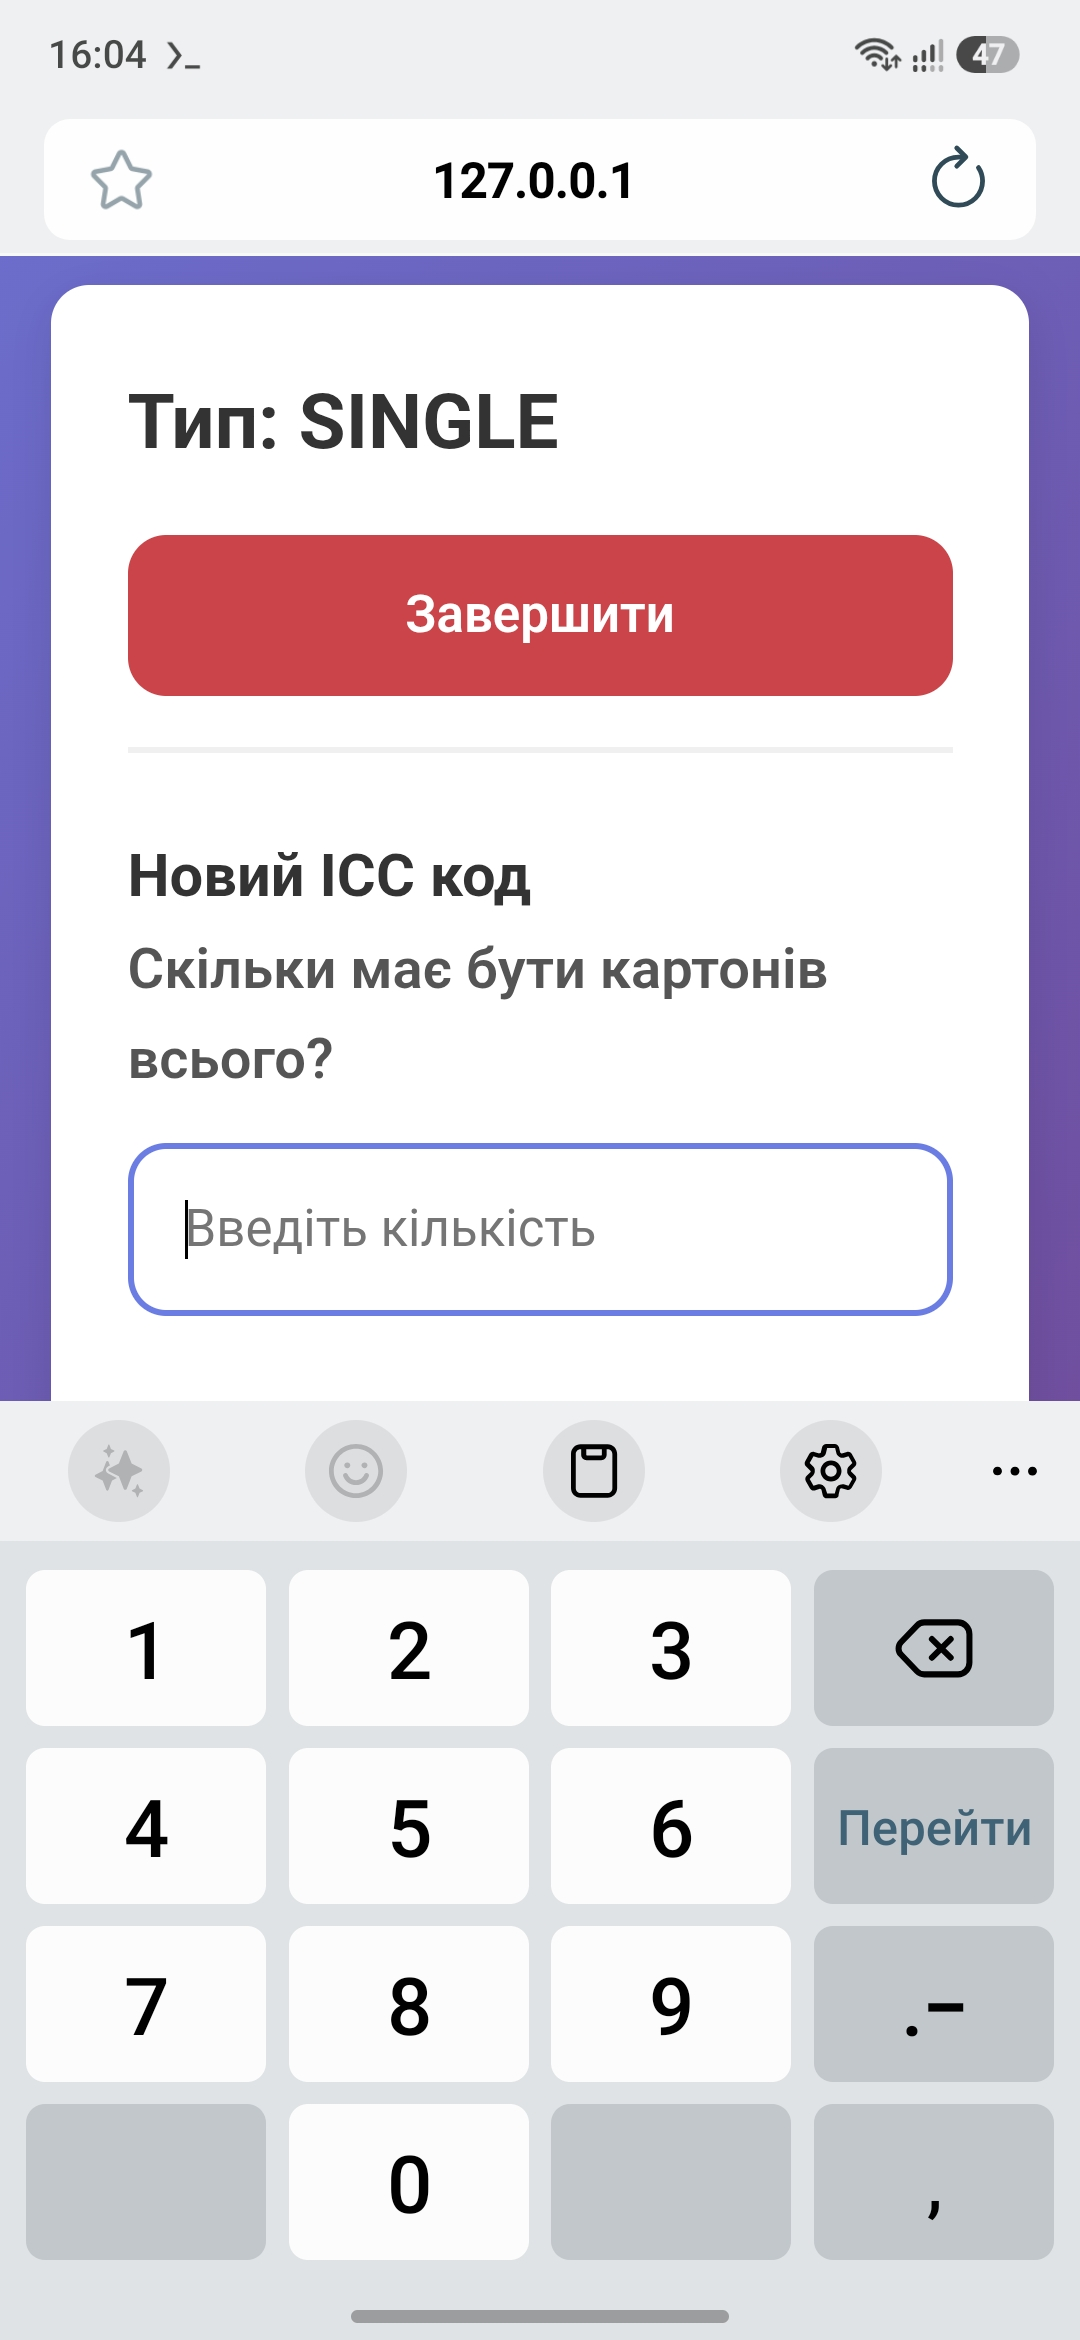 16:04
47
127.0.0.1
Тип: SINGLE
Завершити
Новий ICC код
Скільки має бути картонів
всього?
Введіть кількість
1 2 3
4 5 6 Перейти
7 8 9 .–
0 ,